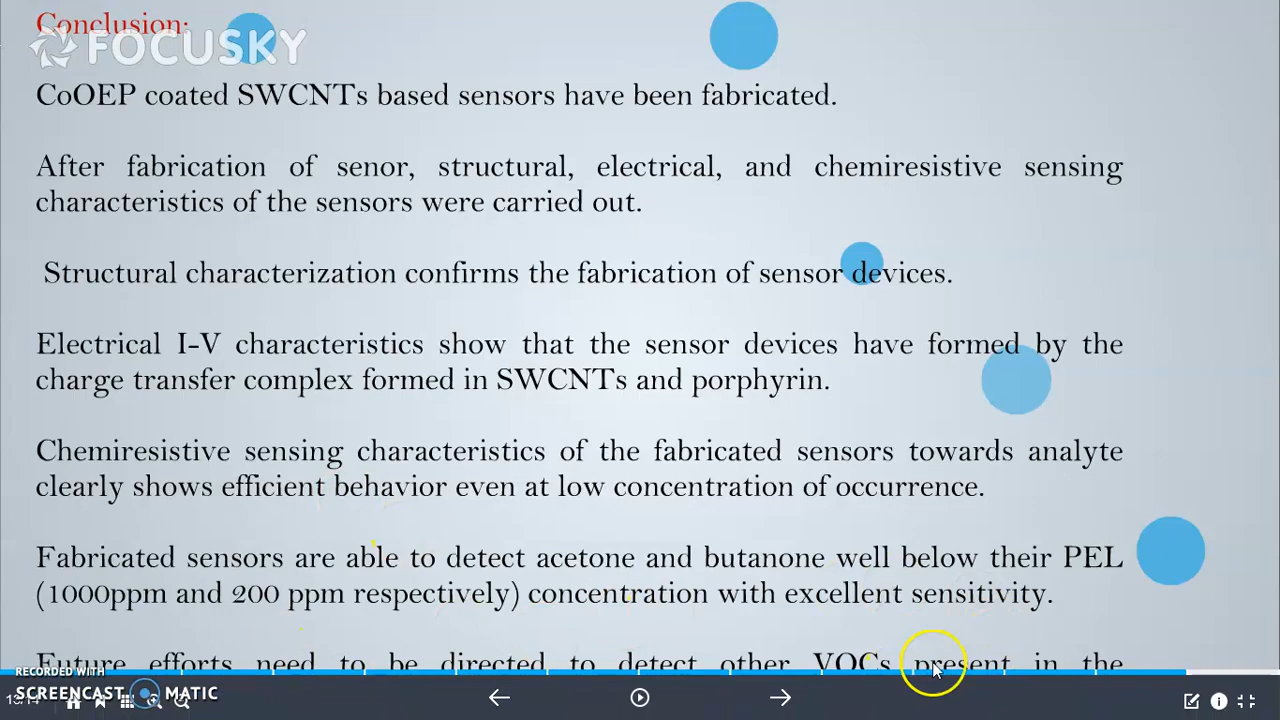 Conclusion:
FOCUSKY
CoOEP coated SWCNTs based sensors have been fabricated.
After fabrication of senor, structural, electrical, and chemiresistive sensing
characteristics of the sensors were carried out.
Structural characterization confirms the fabrication of sensor devices.
Electrical I-V characteristics show that the sensor devices have formed by the
charge transfer complex formed in SWCNTs and porphyrin.
Chemiresistive sensing characteristics of the fabricated sensors towards analyte
clearly shows efficient behavior even at low concentration of occurrence.
Fabricated sensors are able to detect acetone and butanone well below their PEL
(1000ppm and 200 ppm respectively) concentration with excellent sensitivity.
Future efforts need to be directed to detect other VOCs present in the
RECORDED WITH
SCREENCAST MATIC